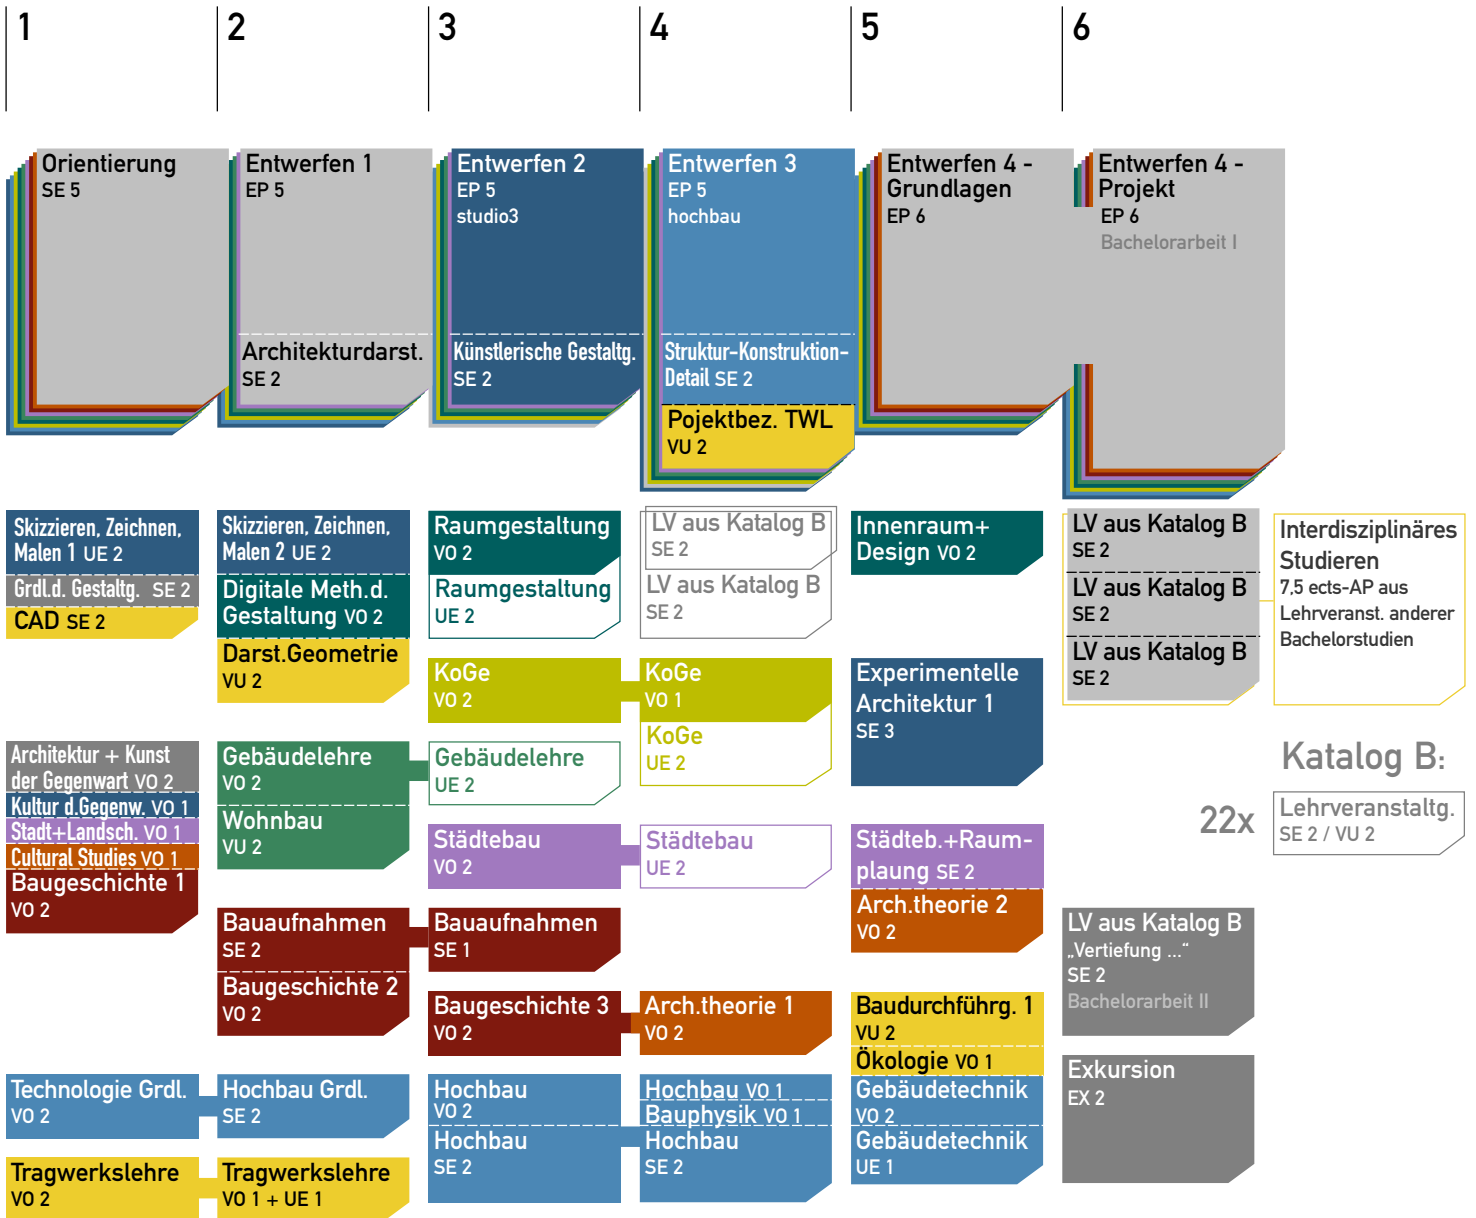 1
2
3
4
5
6
Orientierung
SE 5
Entwerfen 1
EP 5
Architekturdarst.
SE 2
Entwerfen 2
EP 5
studio3
Künstlerische Gestaltg.
SE 2
Entwerfen 3
EP 5
hochbau
Struktur-Konstruktion-
Detail SE 2
Pojektbez. TWL
VU 2
Entwerfen 4 -
Grundlagen
EP 6
Entwerfen 4 -
Projekt
EP 6
Bachelorarbeit I
Skizzieren, Zeichnen,
Malen 1 UE 2
Grdl.d. Gestaltg. SE 2
CAD SE 2
Skizzieren, Zeichnen,
Malen 2 UE 2
Digitale Meth.d.
Gestaltung VO 2
Darst.Geometrie
VU 2
Raumgestaltung
VO 2
Raumgestaltung
UE 2
LV aus Katalog B
SE 2
LV aus Katalog B
SE 2
Innenraum+
Design VO 2
LV aus Katalog B
SE 2
LV aus Katalog B
SE 2
LV aus Katalog B
SE 2
Interdisziplinäres
Studieren
7,5 ects-AP aus
Lehrveranst. anderer
Bachelorstudien
KoGe
VO 2
KoGe
VO 1
KoGe
UE 2
Experimentelle
Architektur 1
SE 3
Architektur + Kunst
der Gegenwart VO 2
Kultur d.Gegenw. VO 1
Stadt+Landsch. VO 1
Cultural Studies VO 1
Baugeschichte 1
VO 2
Gebäudelehre
VO 2
Wohnbau
VU 2
Gebäudelehre
UE 2
Katalog B:
22x
Lehrveranstaltg.
SE 2 / VU 2
Städtebau
VO 2
Städtebau
UE 2
Städteb.+Raum-
plaung SE 2
Arch.theorie 2
VO 2
Bauaufnahmen
SE 2
Baugeschichte 2
VO 2
Bauaufnahmen
SE 1
LV aus Katalog B
„Vertiefung ...“
SE 2
Bachelorarbeit II
Baugeschichte 3
VO 2
Arch.theorie 1
VO 2
Baudurchführg. 1
VU 2
Ökologie VO 1
Gebäudetechnik
VO 2
Gebäudetechnik
UE 1
Exkursion
EX 2
Technologie Grdl.
VO 2
Hochbau Grdl.
SE 2
Hochbau
VO 2
Hochbau
SE 2
Hochbau VO 1
Bauphysik VO 1
Hochbau
SE 2
Tragwerkslehre
VO 2
Tragwerkslehre
VO 1 + UE 1